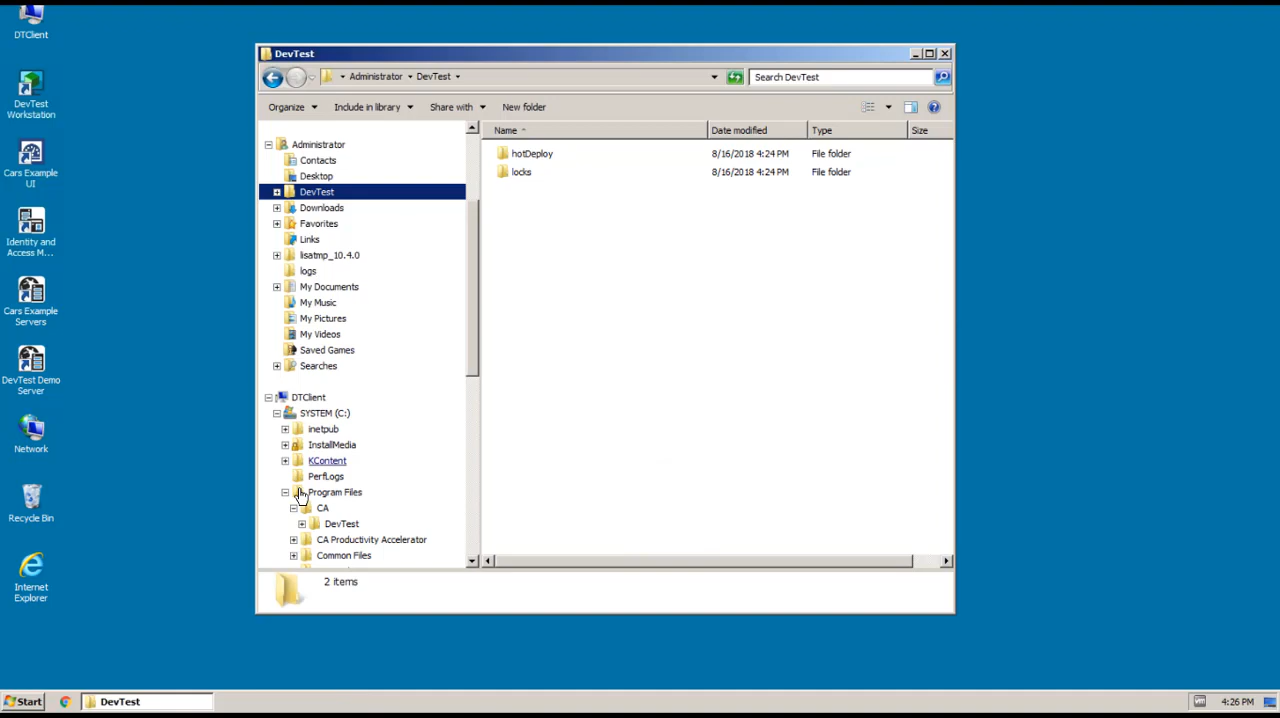 DTClient
DevTest
Workstation
Cars Example
UI
Identity and
Access M...
Cars Example
Servers
DevTest Demo
Server
Network
Recycle Bin
Internet
Explorer
DevTest
Administrator DevTest
Search DevTest
Organize Include in library Share with New folder
Administrator
Contacts
Desktop
DevTest
Downloads
Favorites
Links
lisatmp_10.4.0
logs
My Documents
My Music
My Pictures
My Videos
Saved Games
Searches
DTClient
SYSTEM (C:)
inetpub
InstallMedia
KContent
PerfLogs
Program Files
CA
DevTest
CA Productivity Accelerator
Common Files
Name Date modified Type Size
hotDeploy 8/16/2018 4:24 PM File folder
locks 8/16/2018 4:24 PM File folder
2 items
Start DevTest 4:26 PM